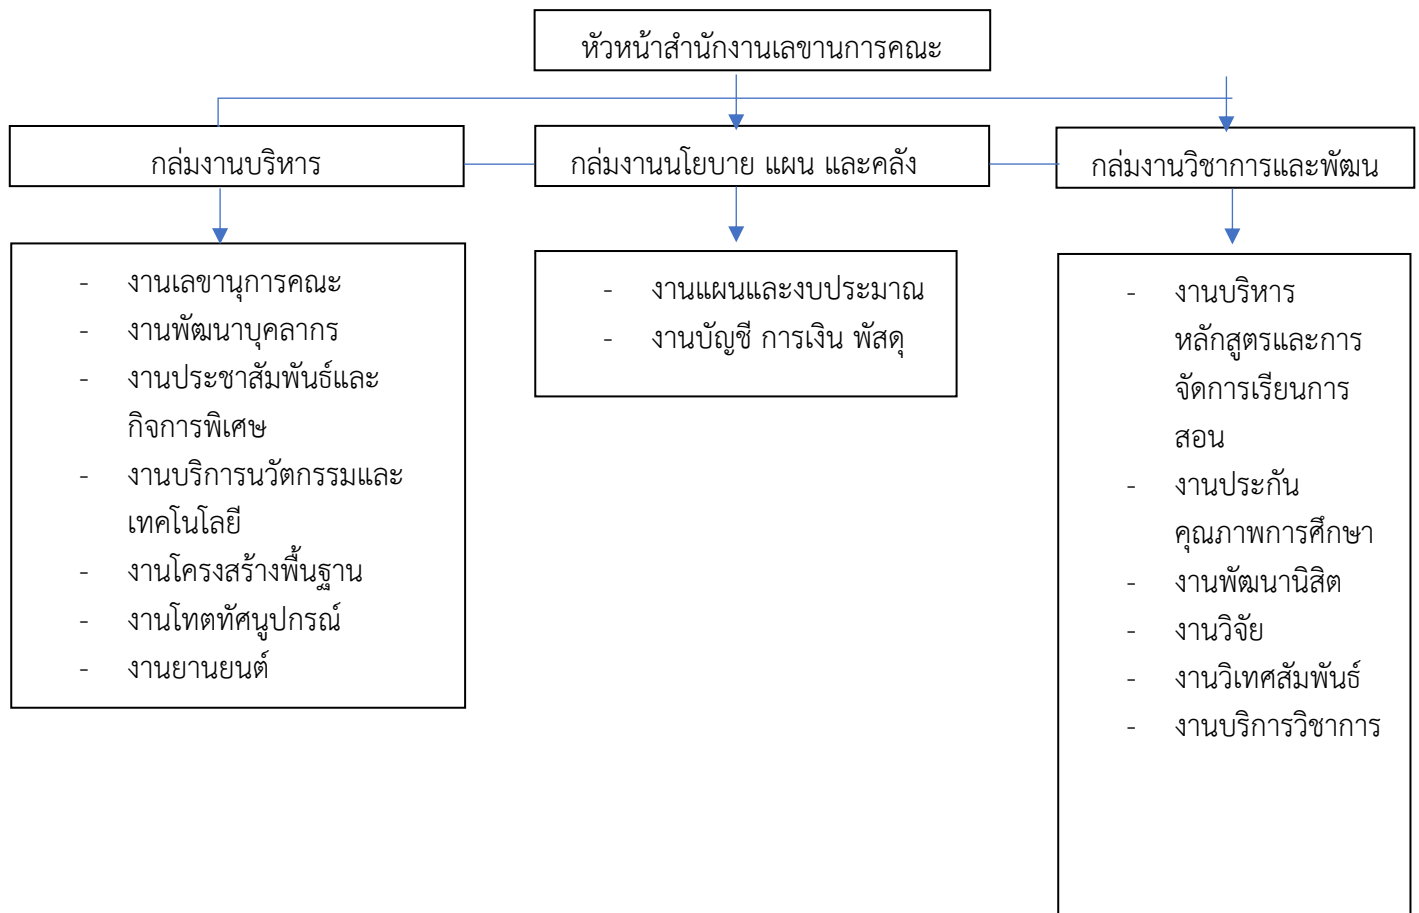 หัวหน้าสำนักงานเลขานการคณะ
กล่มงานบริหาร
กล่มงานนโยบาย แผน และคลัง
กล่มงานวิชาการและพัฒน
- งานเลขานุการคณะ
- งานพัฒนาบุคลากร
- งานประชาสัมพันธ์และ
กิจการพิเศษ
- งานบริการนวัตกรรมและ
เทคโนโลยี
- งานโครงสร้างพื้นฐาน
- งานโทตทัศนูปกรณ์
- งานยานยนต์
- งานแผนและงบประมาณ
- งานบัญชี การเงิน พัสดุ
- งานบริหาร
หลักสูตรและการ
จัดการเรียนการ
สอน
- งานประกัน
คุณภาพการศึกษา
- งานพัฒนานิสิต
- งานวิจัย
- งานวิเทศสัมพันธ์
- งานบริการวิชาการ